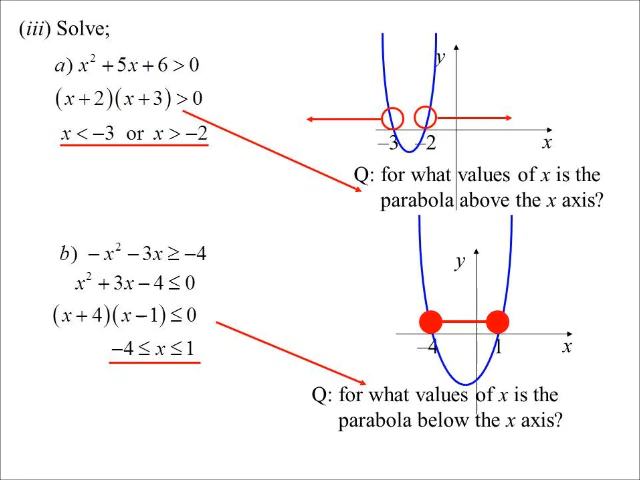 (iii) Solve;
a) x² + 5x + 6 > 0
(x + 2)(x + 3) > 0
x < −3 or x > −2
y
−3
−2
x
Q: for what values of x is the
parabola above the x axis?
b) − x² − 3x ≥ −4
x² + 3x − 4 ≤ 0
(x + 4)(x − 1) ≤ 0
−4 ≤ x ≤ 1
y
−4
1
x
Q: for what values of x is the
parabola below the x axis?